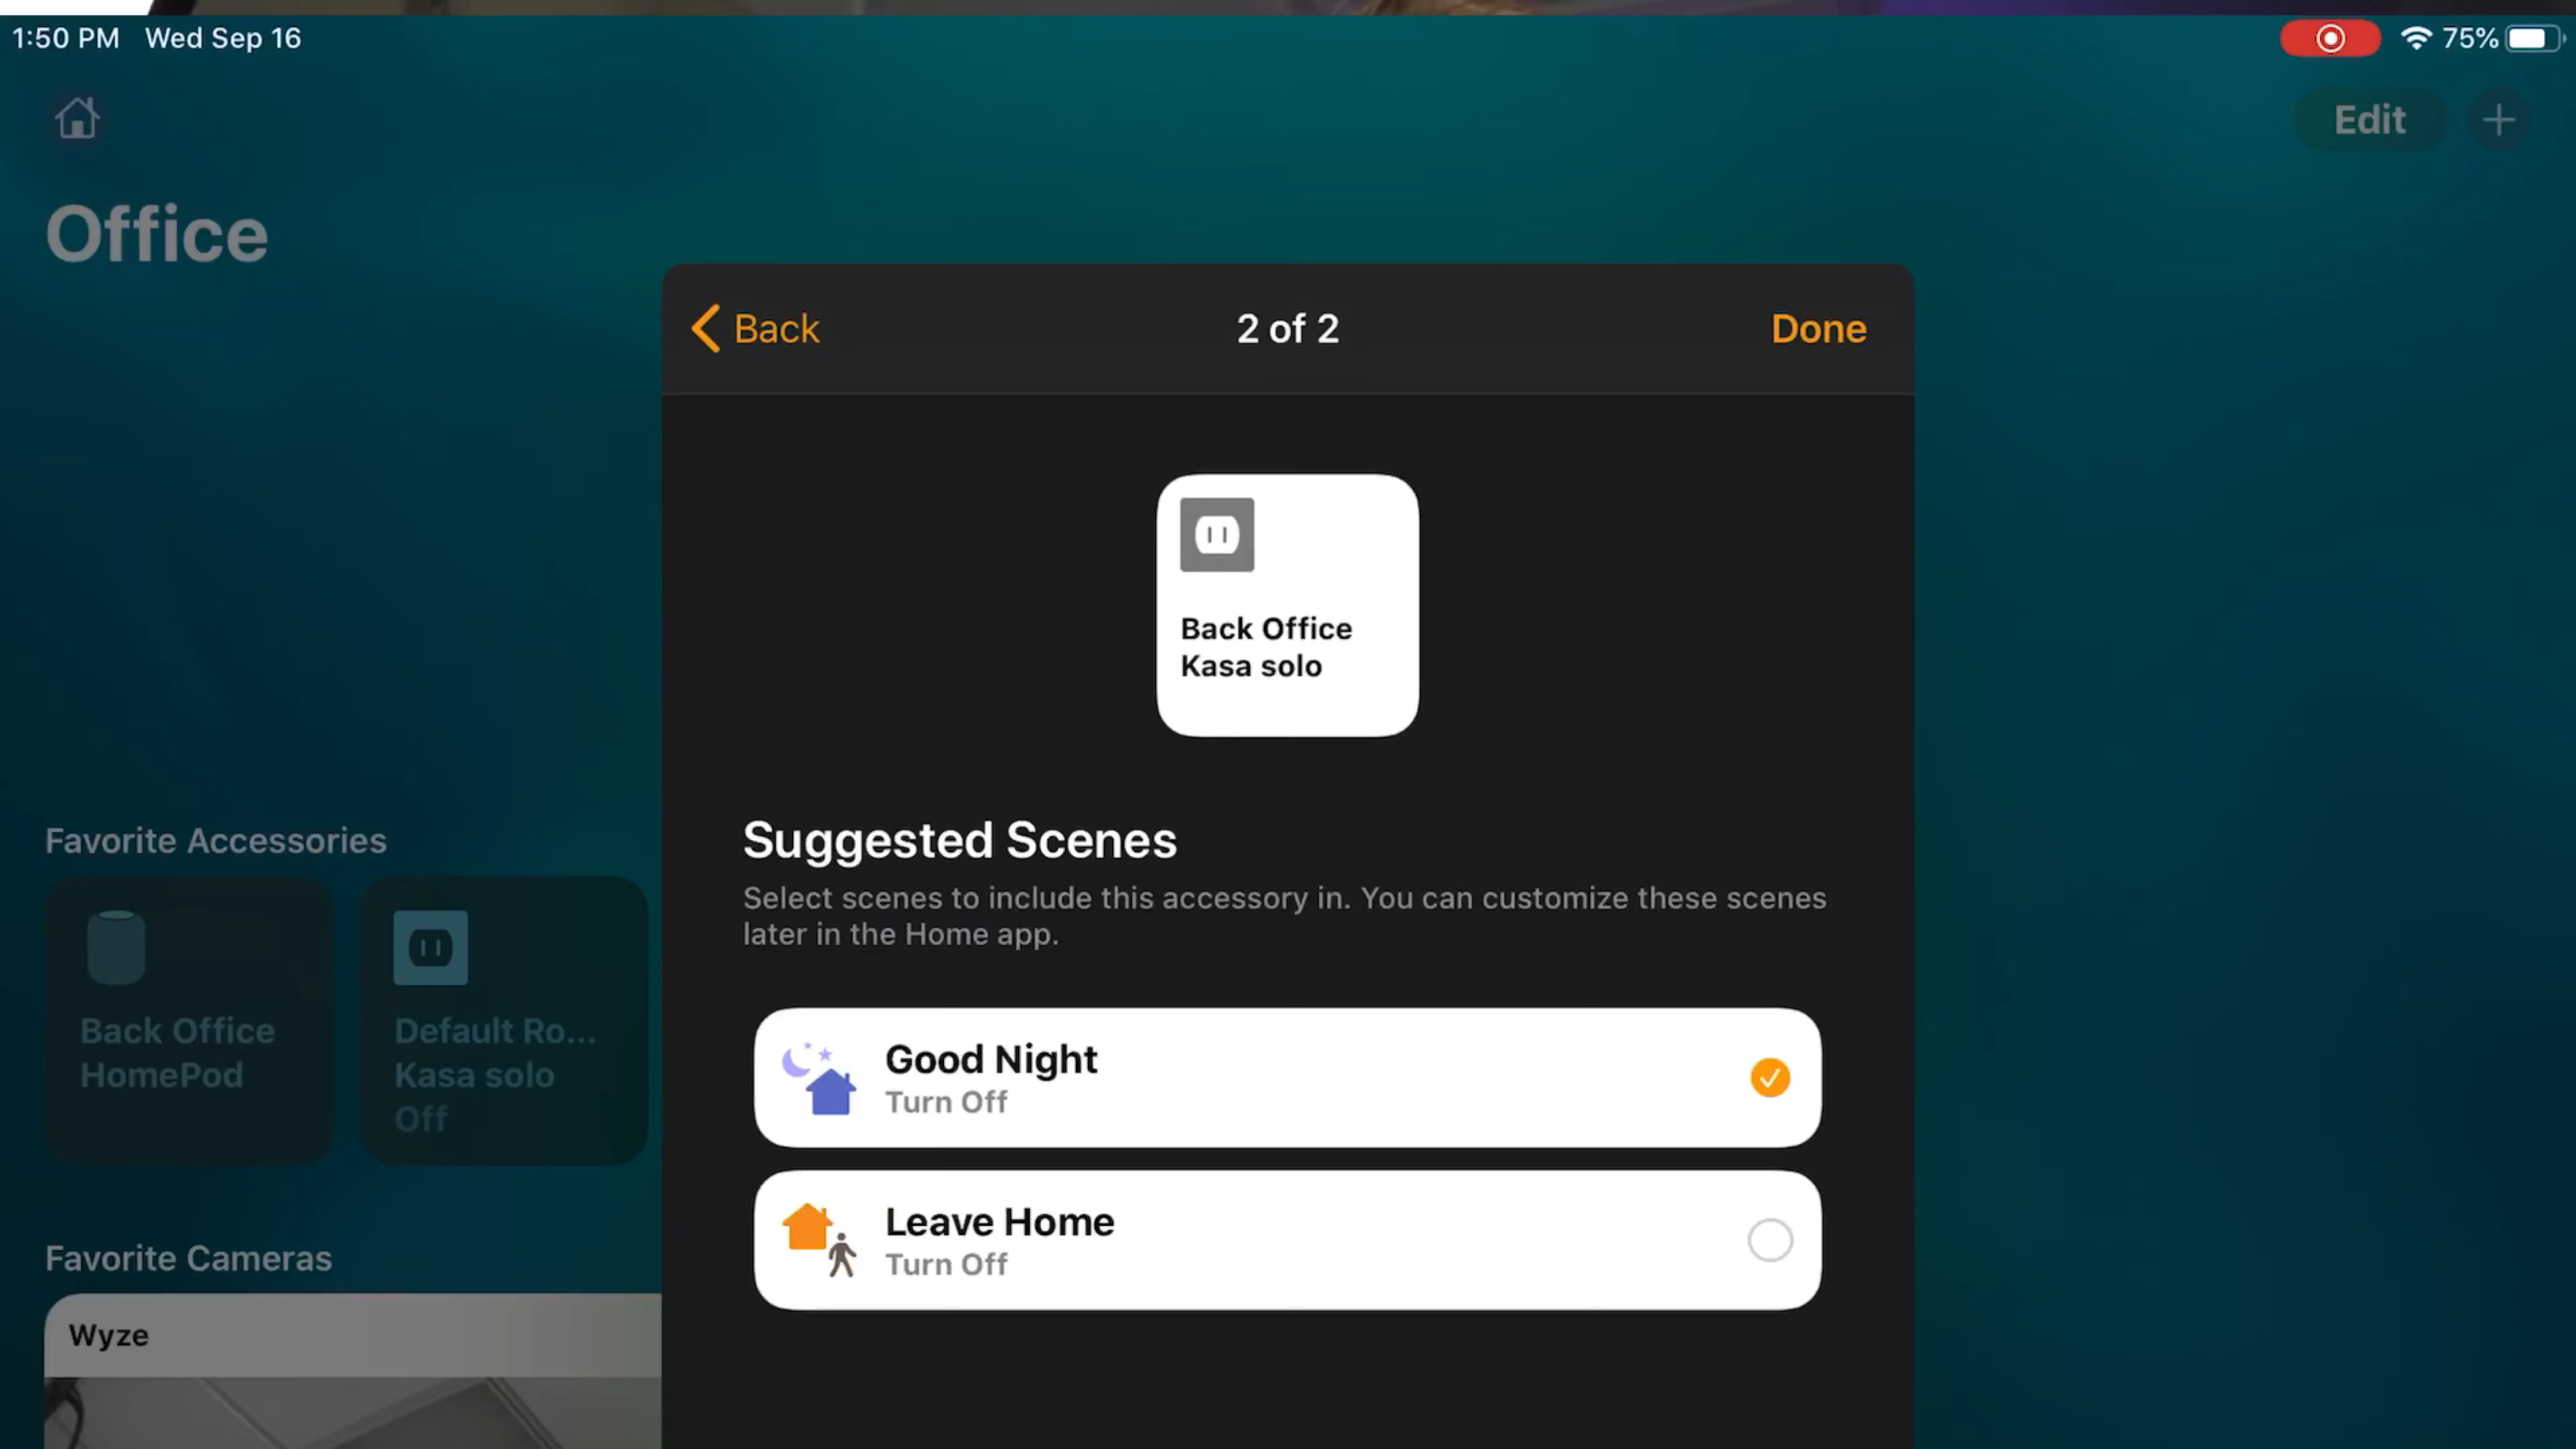 1:50 PM Wed Sep 16
75%
Edit
Office
Back
2 of 2
Done
Back Office
Kasa solo
Suggested Scenes
Select scenes to include this accessory in. You can customize these scenes
later in the Home app.
Good Night
Turn Off
Leave Home
Turn Off
Favorite Accessories
Back Office
HomePod
Default Ro...
Kasa solo
Off
Favorite Cameras
Wyze